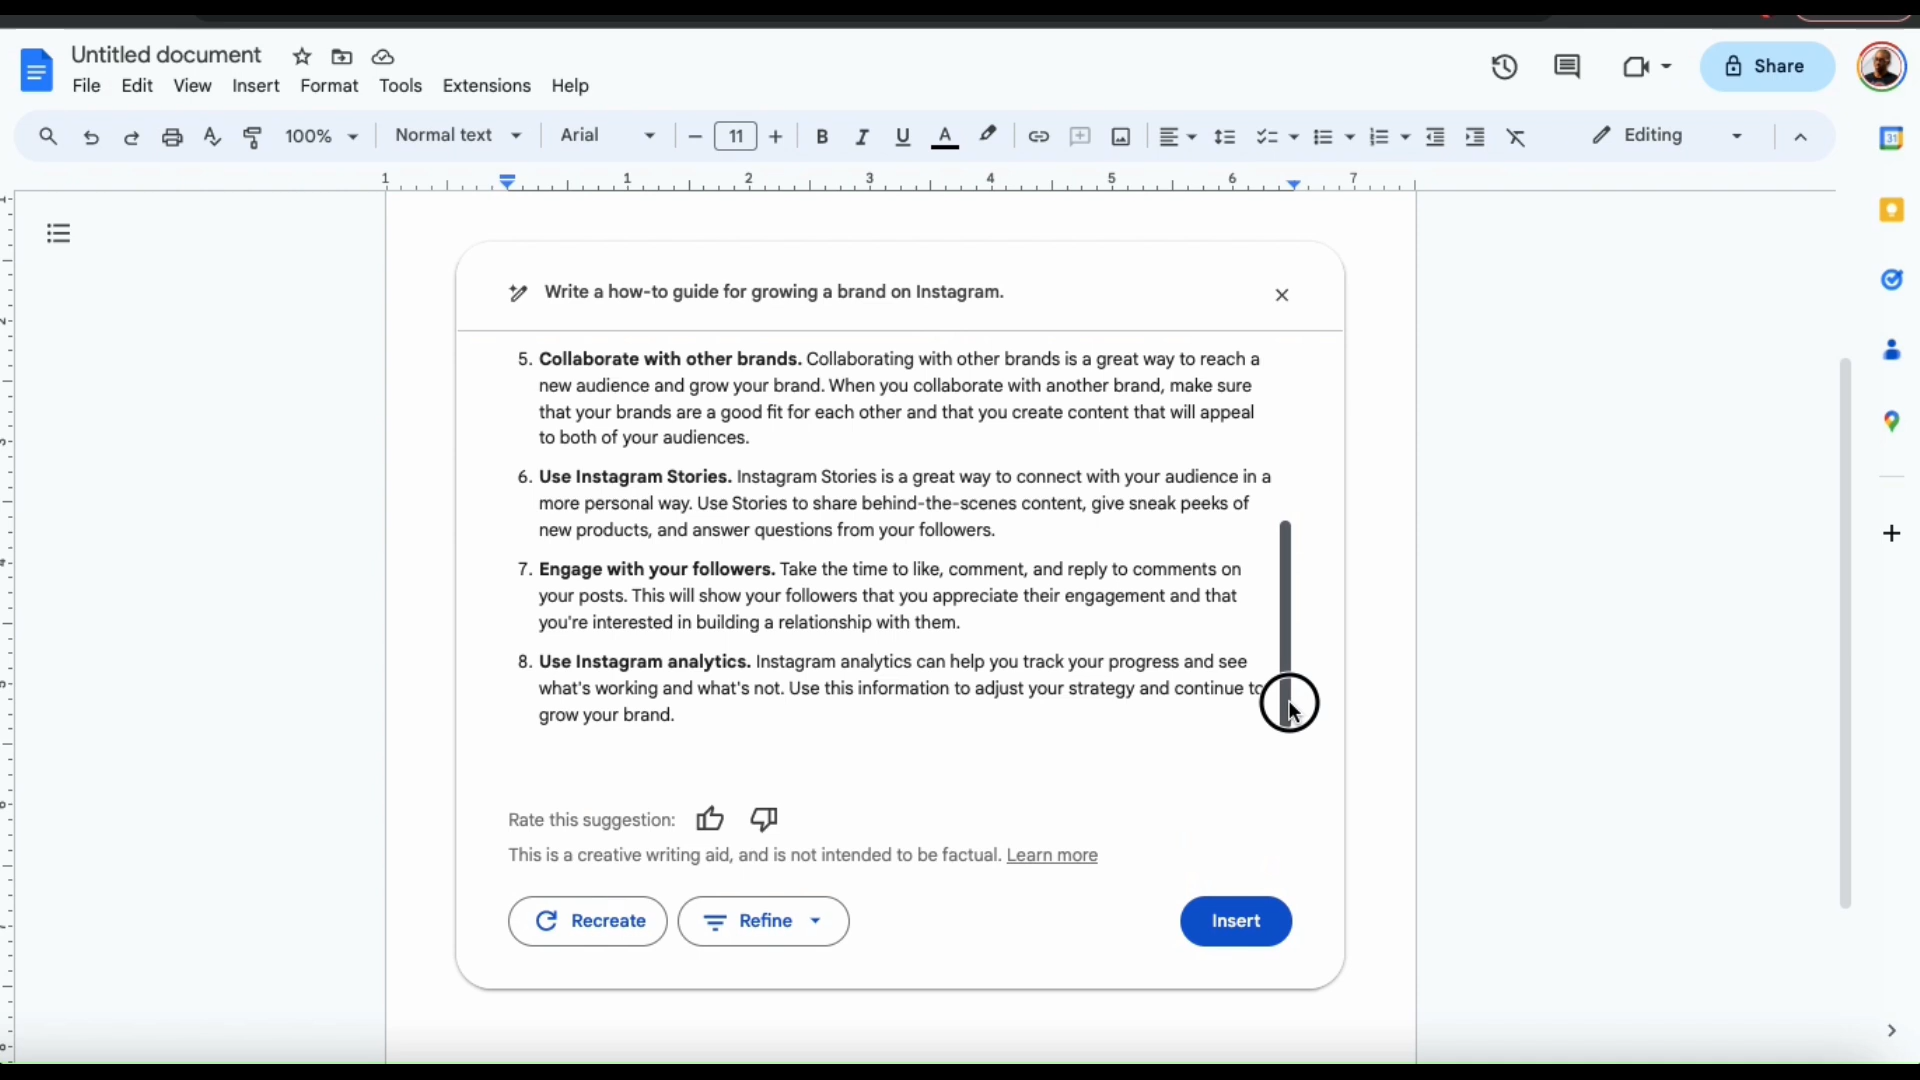 Untitled document
File Edit View Insert Format Tools Extensions Help
Share
100% Normal text Arial 11 Editing
31
1 1 2 3 4 5 6 7
Write a how-to guide for growing a brand on Instagram.
5. Collaborate with other brands. Collaborating with other brands is a great way to reach a
new audience and grow your brand. When you collaborate with another brand, make sure
that your brands are a good fit for each other and that you create content that will appeal
to both of your audiences.
6. Use Instagram Stories. Instagram Stories is a great way to connect with your audience in a
more personal way. Use Stories to share behind-the-scenes content, give sneak peeks of
new products, and answer questions from your followers.
7. Engage with your followers. Take the time to like, comment, and reply to comments on
your posts. This will show your followers that you appreciate their engagement and that
you're interested in building a relationship with them.
8. Use Instagram analytics. Instagram analytics can help you track your progress and see
what's working and what's not. Use this information to adjust your strategy and continue to
grow your brand.
Rate this suggestion:
This is a creative writing aid, and is not intended to be factual. Learn more
Recreate Refine Insert